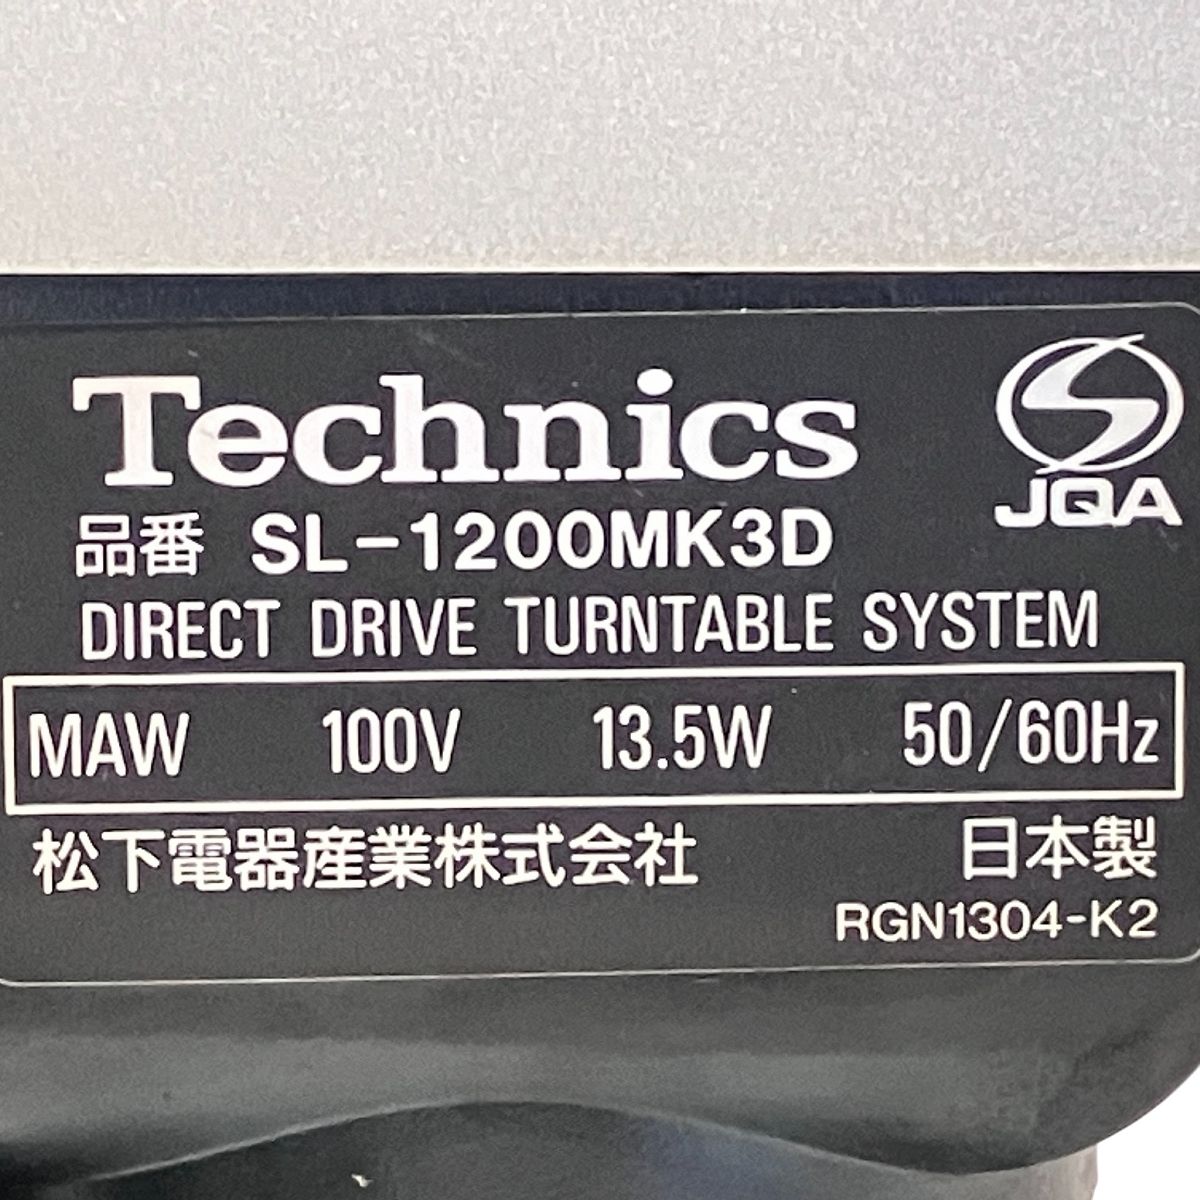 Technics
JQA
品番 SL-1200MK3D
DIRECT DRIVE TURNTABLE SYSTEM
MAW 100V 13.5W 50/60Hz
松下電器産業株式会社 日本製
RGN1304-K2